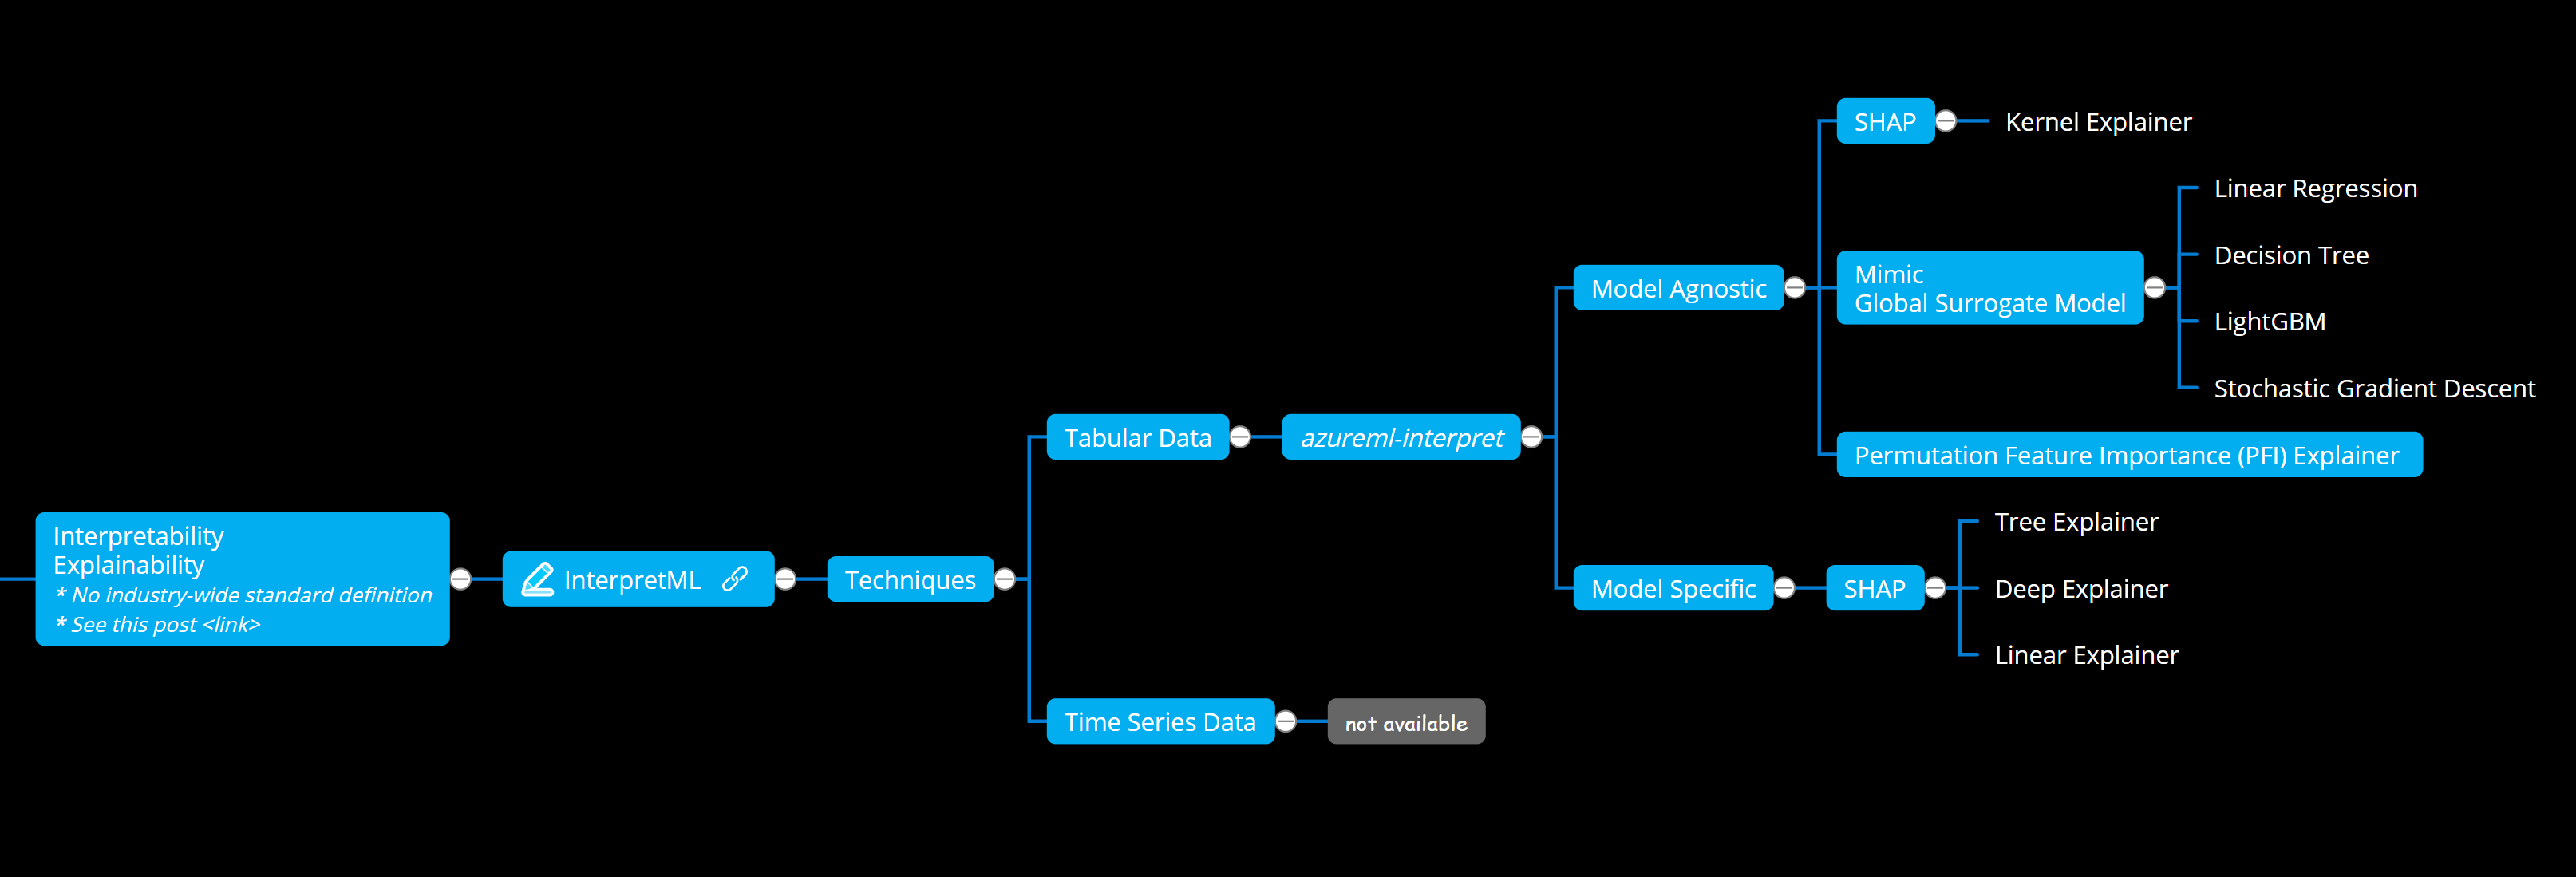 SHAP
Kernel Explainer
Linear Regression
Decision Tree
Model Agnostic
Mimic
Global Surrogate Model
LightGBM
Stochastic Gradient Descent
Tabular Data
azureml-interpret
Permutation Feature Importance (PFI) Explainer
Interpretability
Explainability
* No industry-wide standard definition
* See this post <link>
InterpretML
Techniques
Model Specific
SHAP
Tree Explainer
Deep Explainer
Linear Explainer
Time Series Data
not available